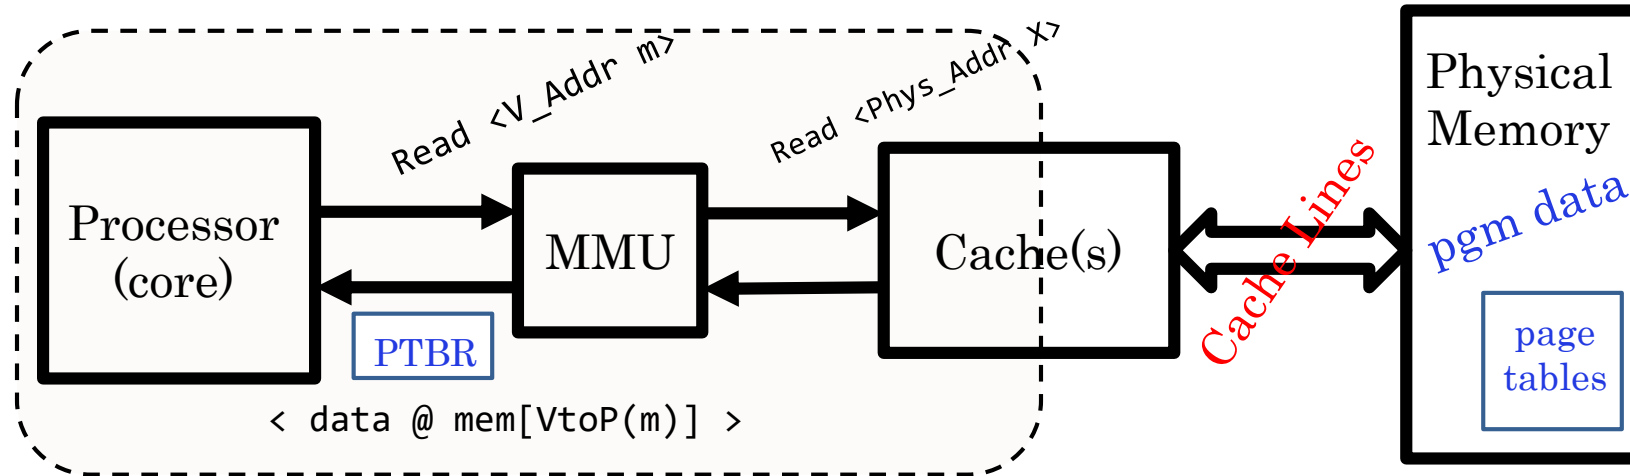 Read <V_Addr m>
Read <Phys_Addr X>
Processor
(core)
MMU
Cache(s)
Cache Lines
Physical
Memory
pgm data
page
tables
PTBR
< data @ mem[VtoP(m)] >